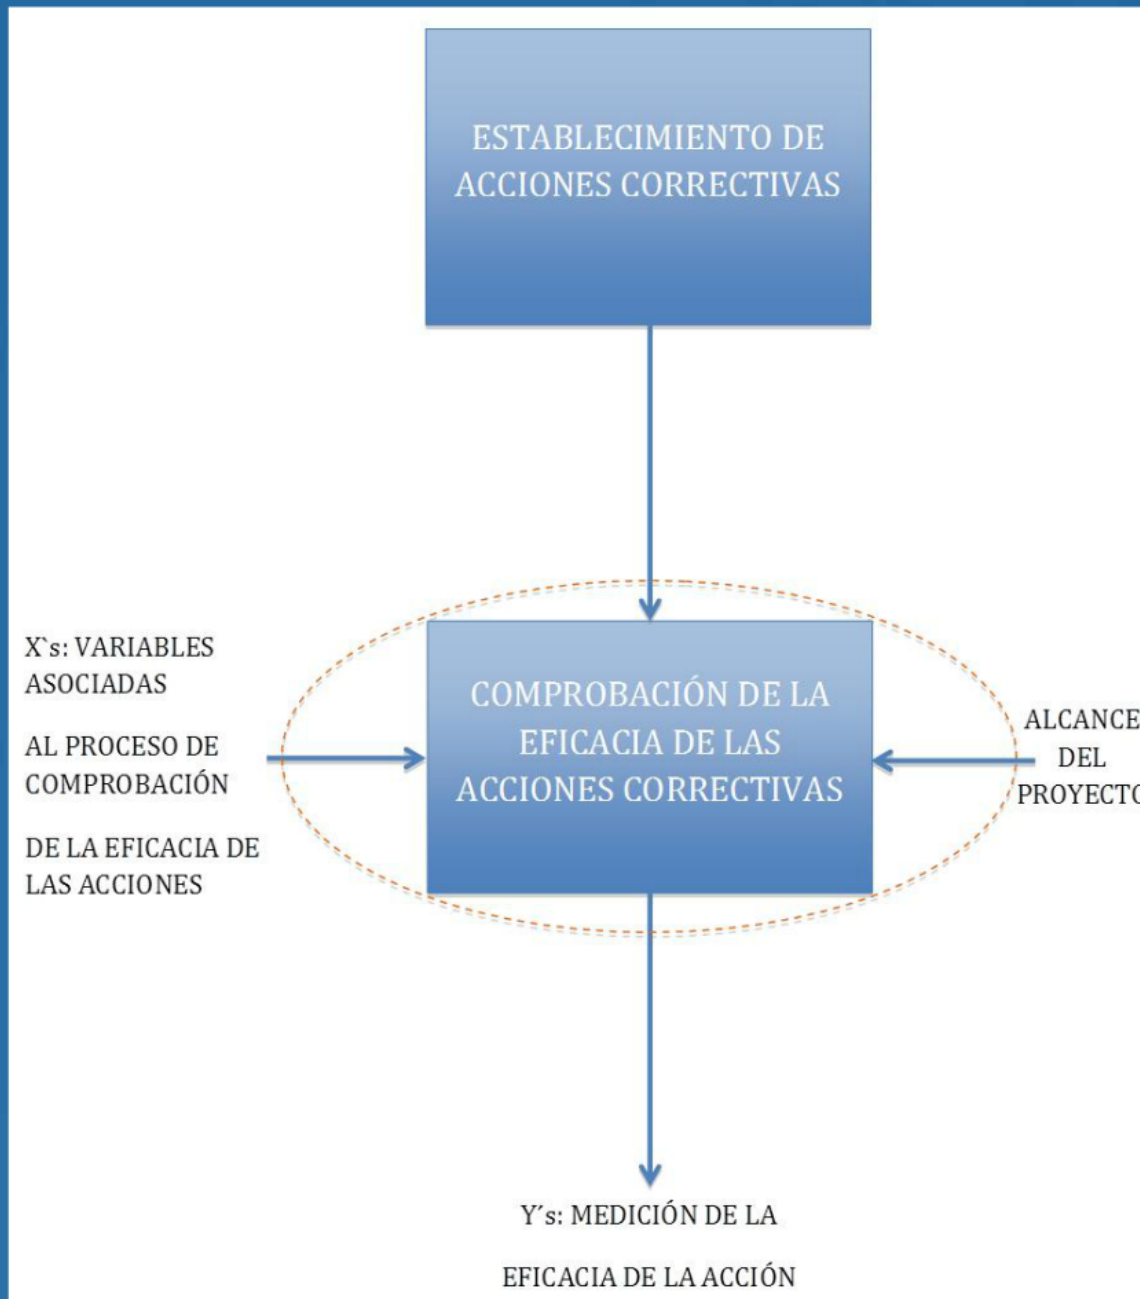 ESTABLECIMIENTO DE
ACCIONES CORRECTIVAS
X`s: VARIABLES
ASOCIADAS
AL PROCESO DE
COMPROBACIÓN
DE LA EFICACIA DE
LAS ACCIONES
COMPROBACIÓN DE LA
EFICACIA DE LAS
ACCIONES CORRECTIVAS
ALCANCE
DEL
PROYECTO
Y´s: MEDICIÓN DE LA
EFICACIA DE LA ACCIÓN